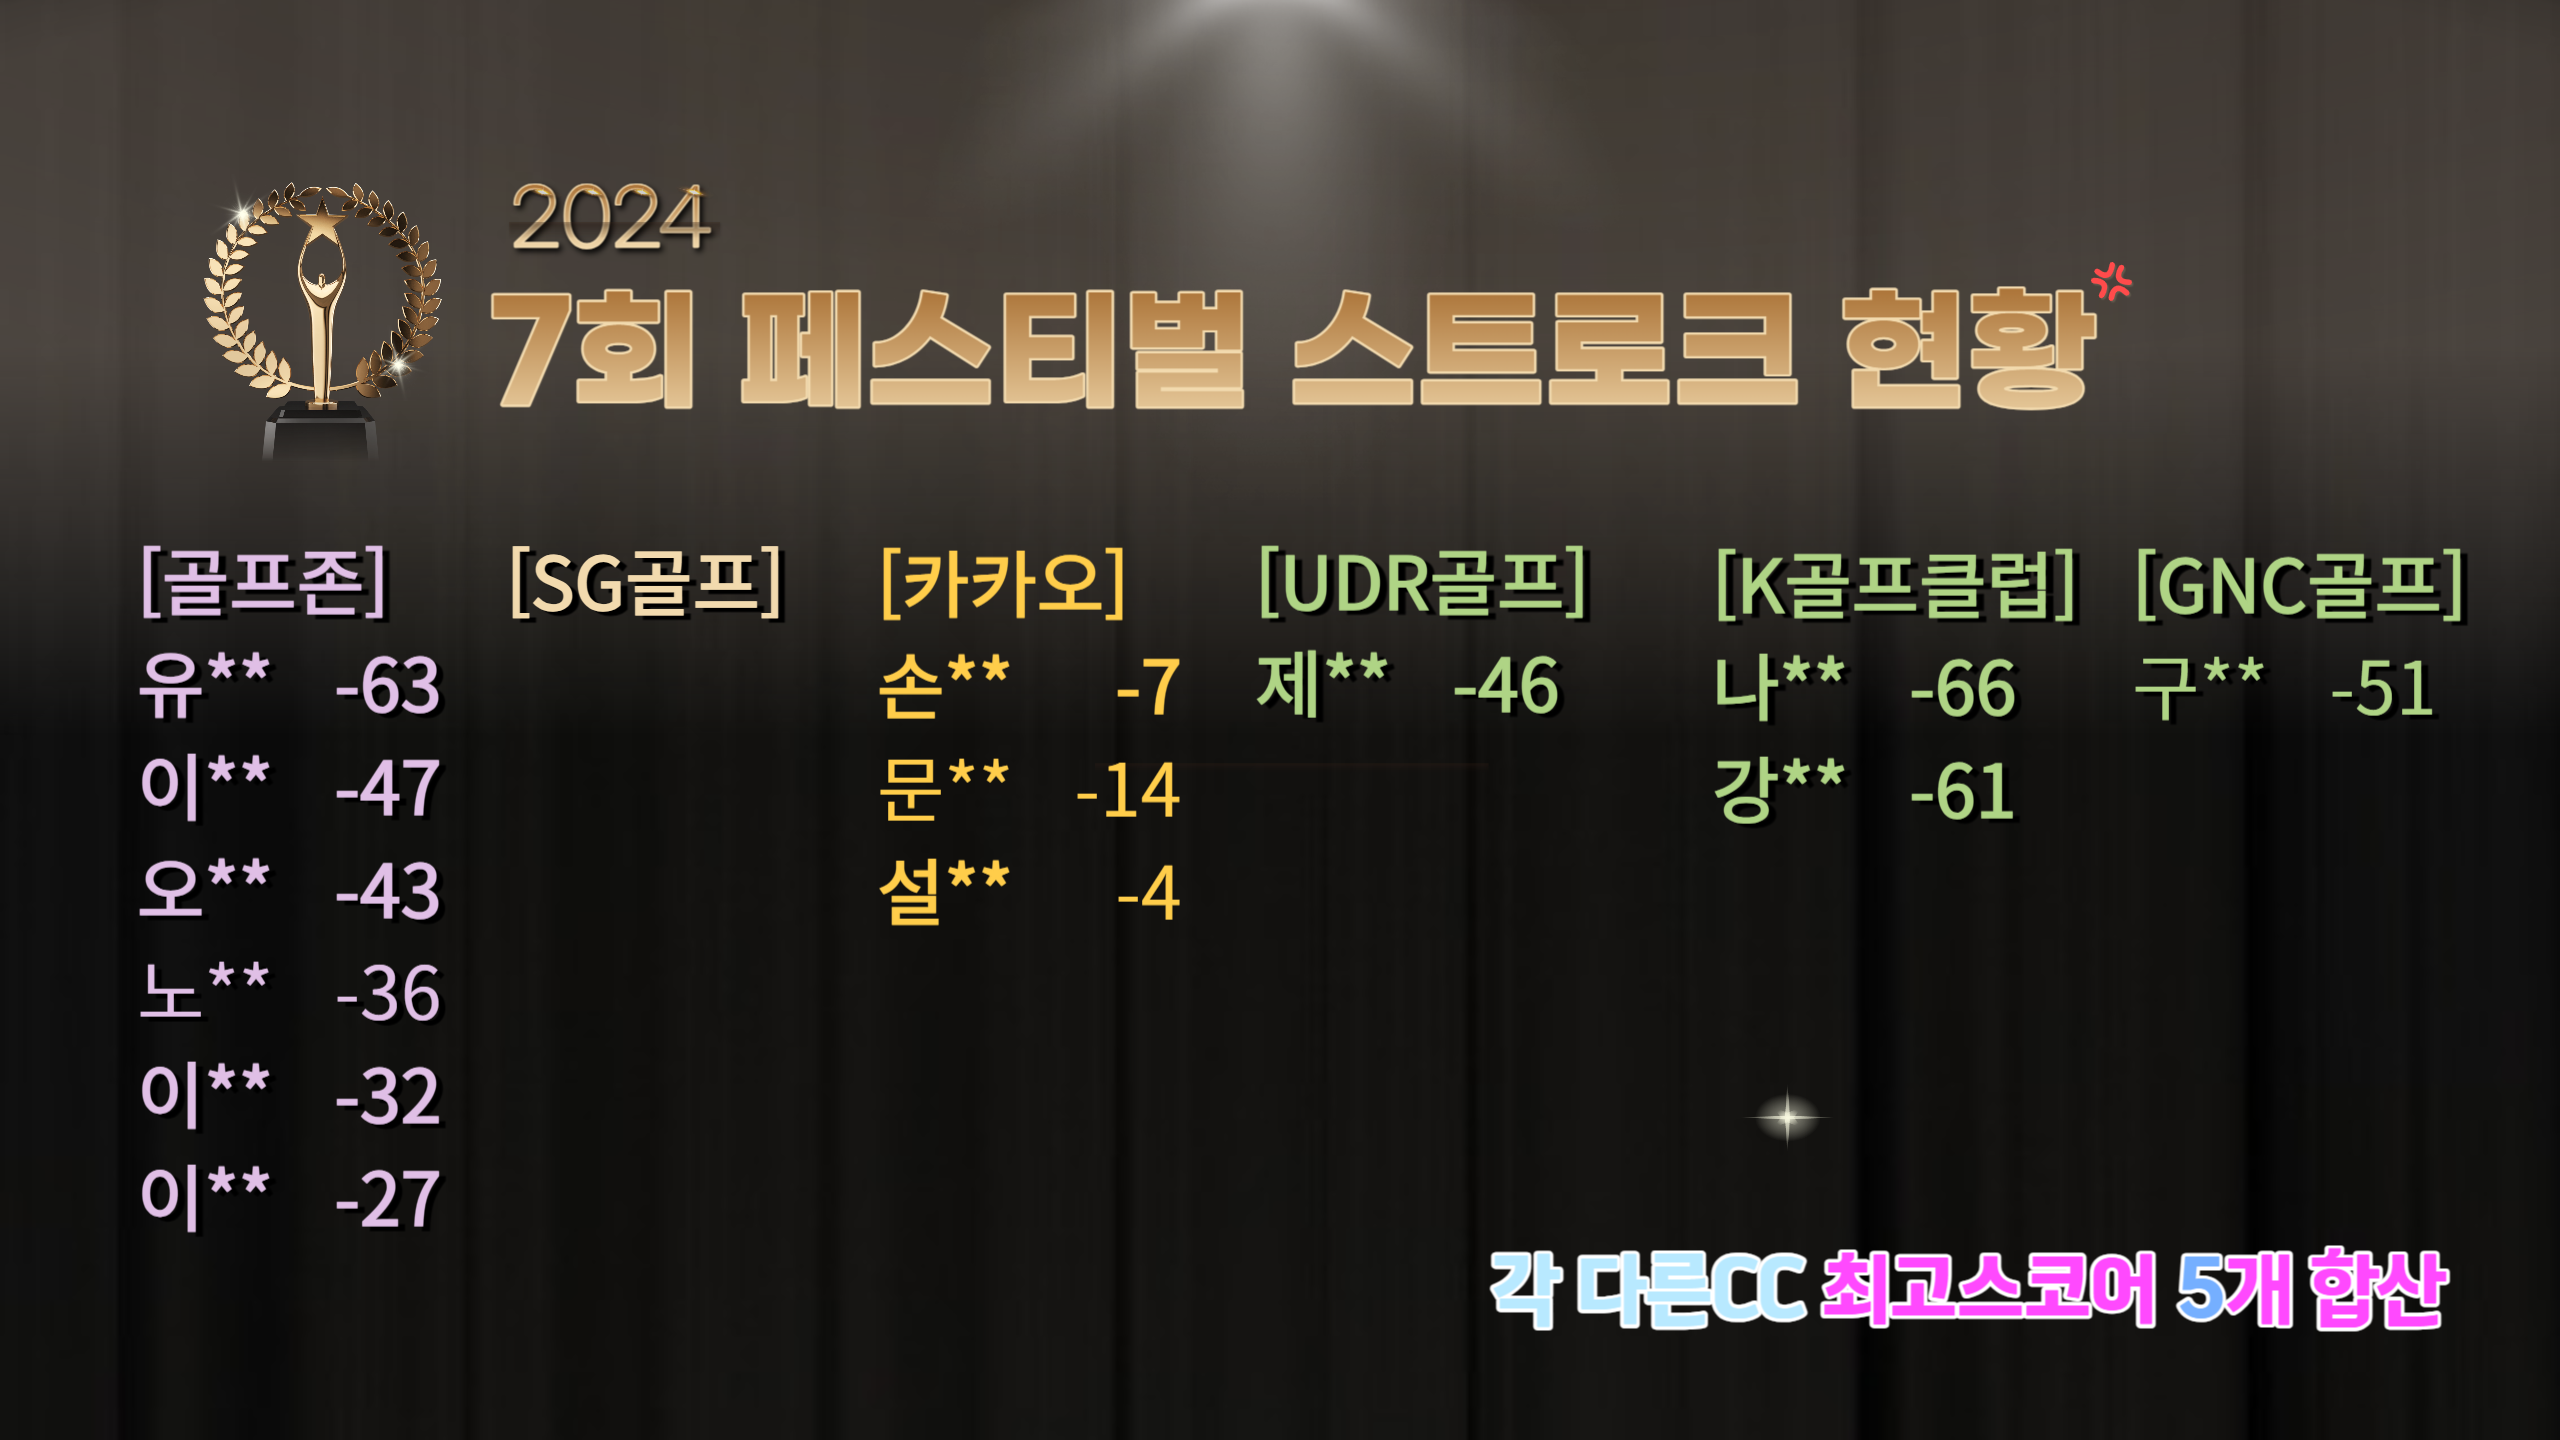 2024
7회 페스티벌 스트로크 현황
[골프존]
유** -63
이** -47
오** -43
노** -36
이** -32
이** -27
[SG골프]
[카카오]
손** -7
문** -14
설** -4
[UDR골프]
제** -46
[K골프클럽]
나** -66
강** -61
[GNC골프]
구** -51
각 다른CC 최고스코어 5개 합산